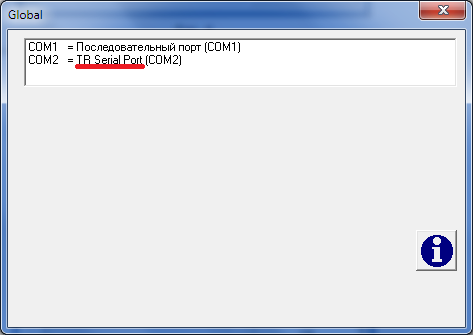 Global
COM1 = Последовательный порт (COM1)
COM2 = TR Serial Port (COM2)